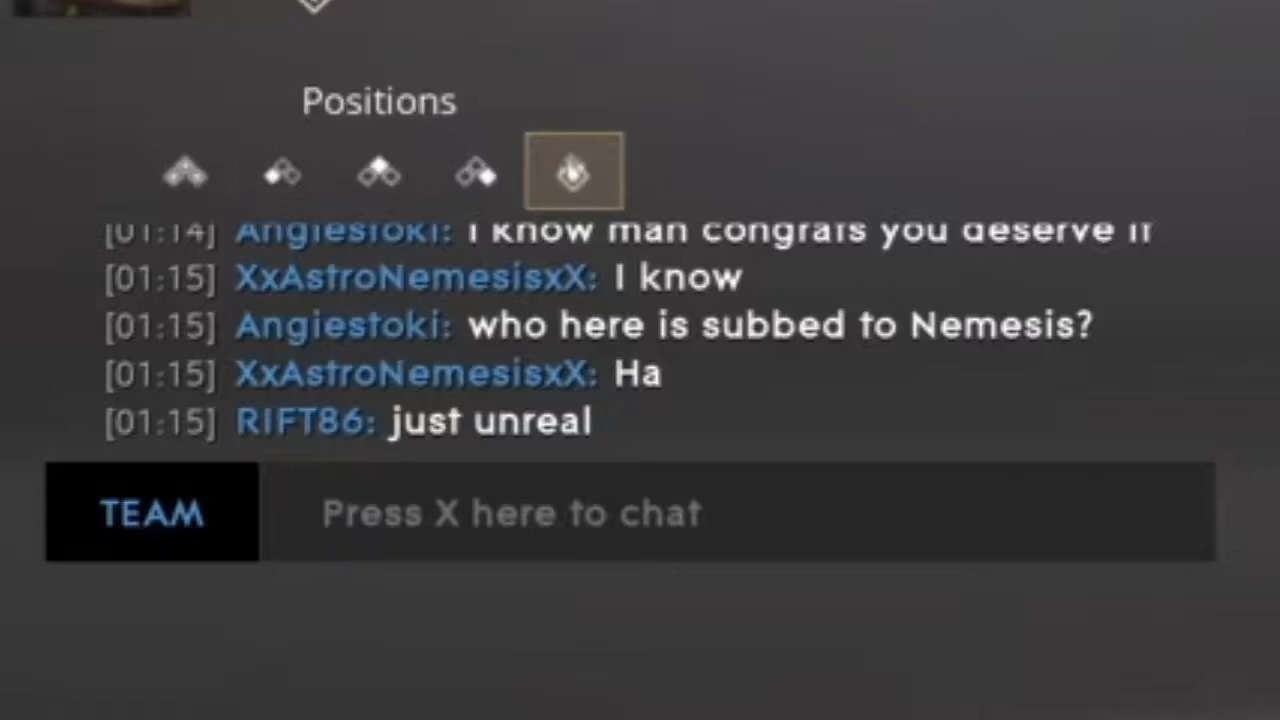 Positions
[01:14] Angiestoki: I know man congrats you deserve it
[01:15] XxAstroNemesisxX: I know
[01:15] Angiestoki: who here is subbed to Nemesis?
[01:15] XxAstroNemesisxX: Ha
[01:15] RIFT86: just unreal
TEAM Press X here to chat